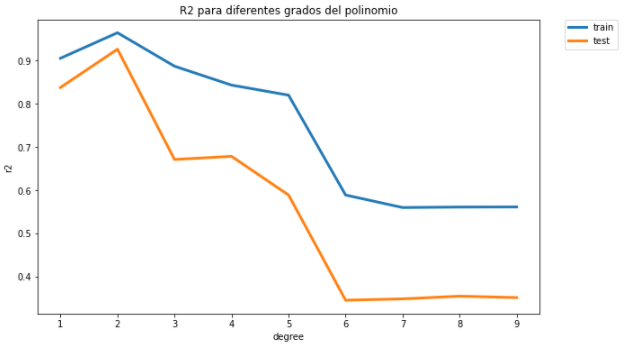 R2 para diferentes grados del polinomio
train
test
0.9
0.8
0.7
0.6
0.5
0.4
r2
1 2 3 4 5 6 7 8 9
degree